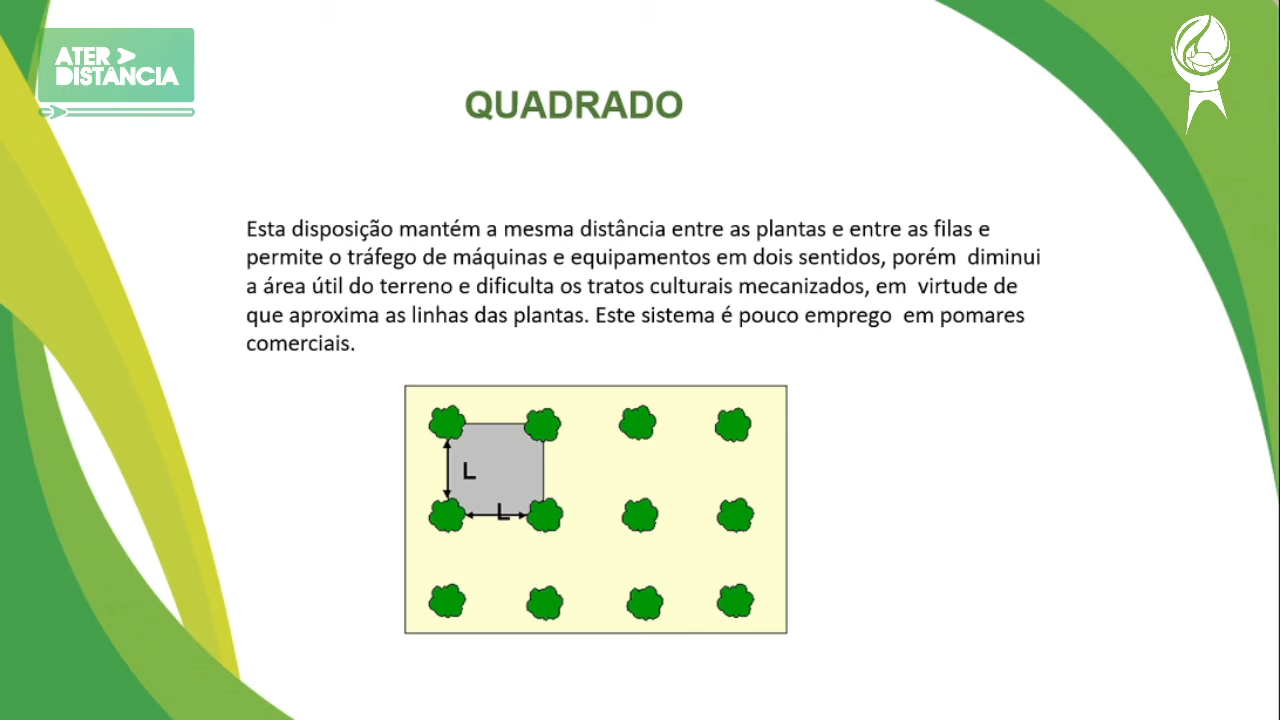 ATER
DISTÂNCIA
QUADRADO
Esta disposição mantém a mesma distância entre as plantas e entre as filas e
permite o tráfego de máquinas e equipamentos em dois sentidos, porém diminui
a área útil do terreno e dificulta os tratos culturais mecanizados, em virtude de
que aproxima as linhas das plantas. Este sistema é pouco emprego em pomares
comerciais.
L
L